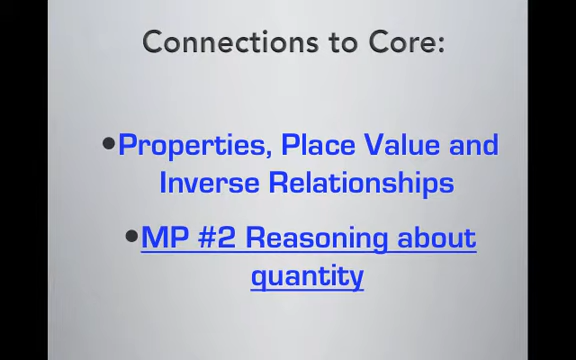 Connections to Core:
•Properties, Place Value and
Inverse Relationships
•MP #2 Reasoning about
quantity